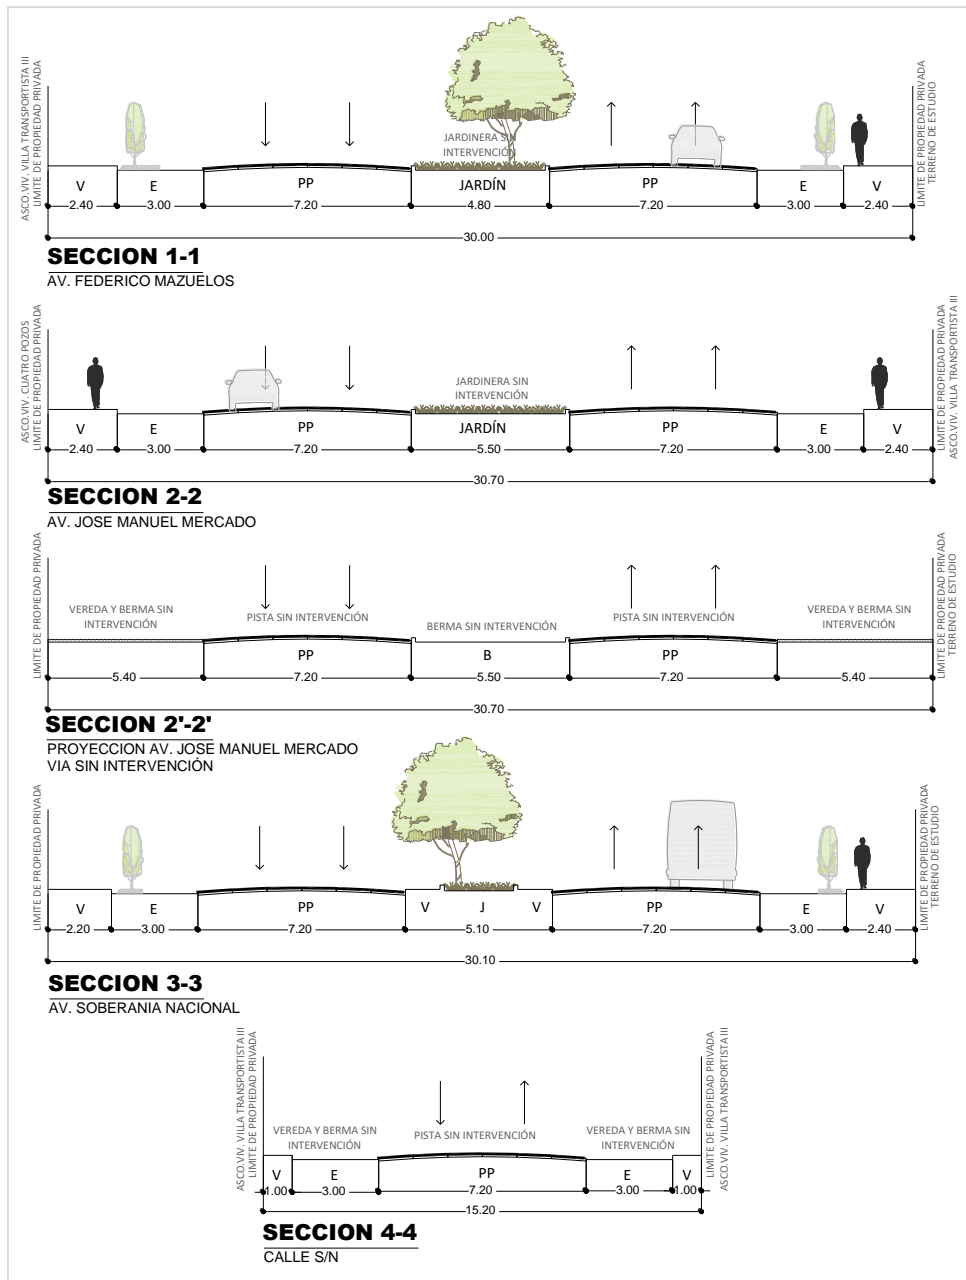 ASCO.VIV. VILLA TRANSPORTISTA III
LIMITE DE PROPIEDAD PRIVADA
JARDINERA SIN
INTERVENCIÓN
LIMITE DE PROPIEDAD PRIVADA
TERRENO DE ESTUDIO
V E PP JARDÍN PP E V
2.40 3.00 7.20 4.80 7.20 3.00 2.40
30.00
SECCION 1-1
AV. FEDERICO MAZUELOS
ASCO.VIV. CUATRO POZOS
LIMITE DE PROPIEDAD PRIVADA
JARDINERA SIN
INTERVENCIÓN
LIMITE DE PROPIEDAD PRIVADA
ASCO.VIV. VILLA TRANSPORTISTA III
V E PP JARDÍN PP E V
2.40 3.00 7.20 5.50 7.20 3.00 2.40
30.70
SECCION 2-2
AV. JOSE MANUEL MERCADO
LIMITE DE PROPIEDAD PRIVADA
VEREDA Y BERMA SIN
INTERVENCIÓN
PISTA SIN INTERVENCIÓN
BERMA SIN INTERVENCIÓN
PISTA SIN INTERVENCIÓN
VEREDA Y BERMA SIN
INTERVENCIÓN
LIMITE DE PROPIEDAD PRIVADA
TERRENO DE ESTUDIO
PP B PP
5.40 7.20 5.50 7.20 5.40
30.70
SECCION 2'-2'
PROYECCION AV. JOSE MANUEL MERCADO
VIA SIN INTERVENCIÓN
LIMITE DE PROPIEDAD PRIVADA
LIMITE DE PROPIEDAD PRIVADA
TERRENO DE ESTUDIO
V E PP V J V PP E V
2.20 3.00 7.20 5.10 7.20 3.00 2.40
30.10
SECCION 3-3
AV. SOBERANIA NACIONAL
ASCO.VIV. VILLA TRANSPORTISTA III
LIMITE DE PROPIEDAD PRIVADA
VEREDA Y BERMA SIN
INTERVENCIÓN
PISTA SIN INTERVENCIÓN
VEREDA Y BERMA SIN
INTERVENCIÓN
LIMITE DE PROPIEDAD PRIVADA
ASCO.VIV. VILLA TRANSPORTISTA III
V E PP E V
1.00 3.00 7.20 3.00 1.00
15.20
SECCION 4-4
CALLE S/N